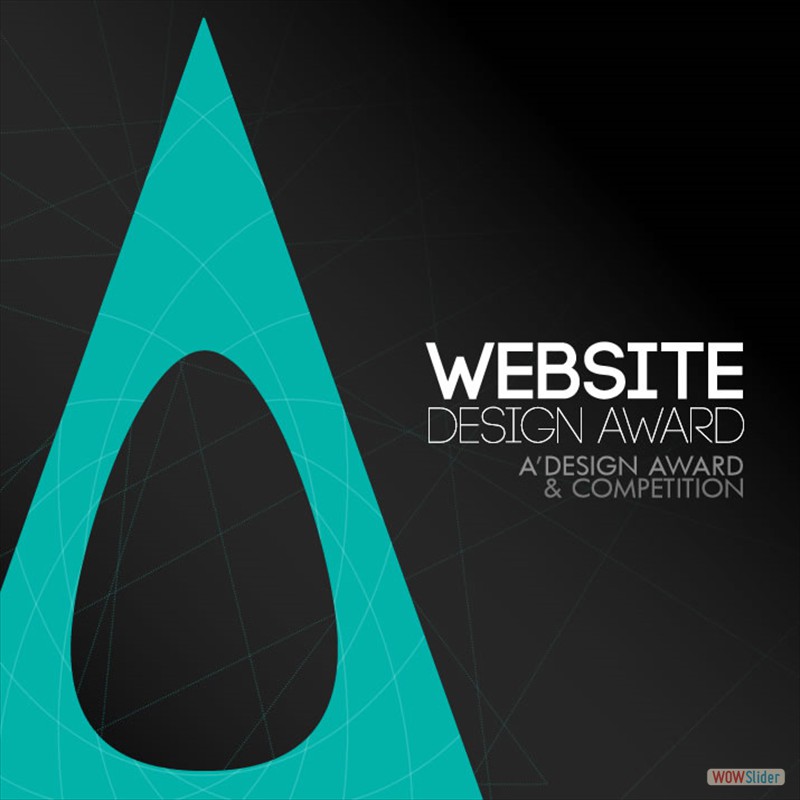 WEBSITE
DESIGN AWARD
A'DESIGN AWARD
& COMPETITION
WOWSlider